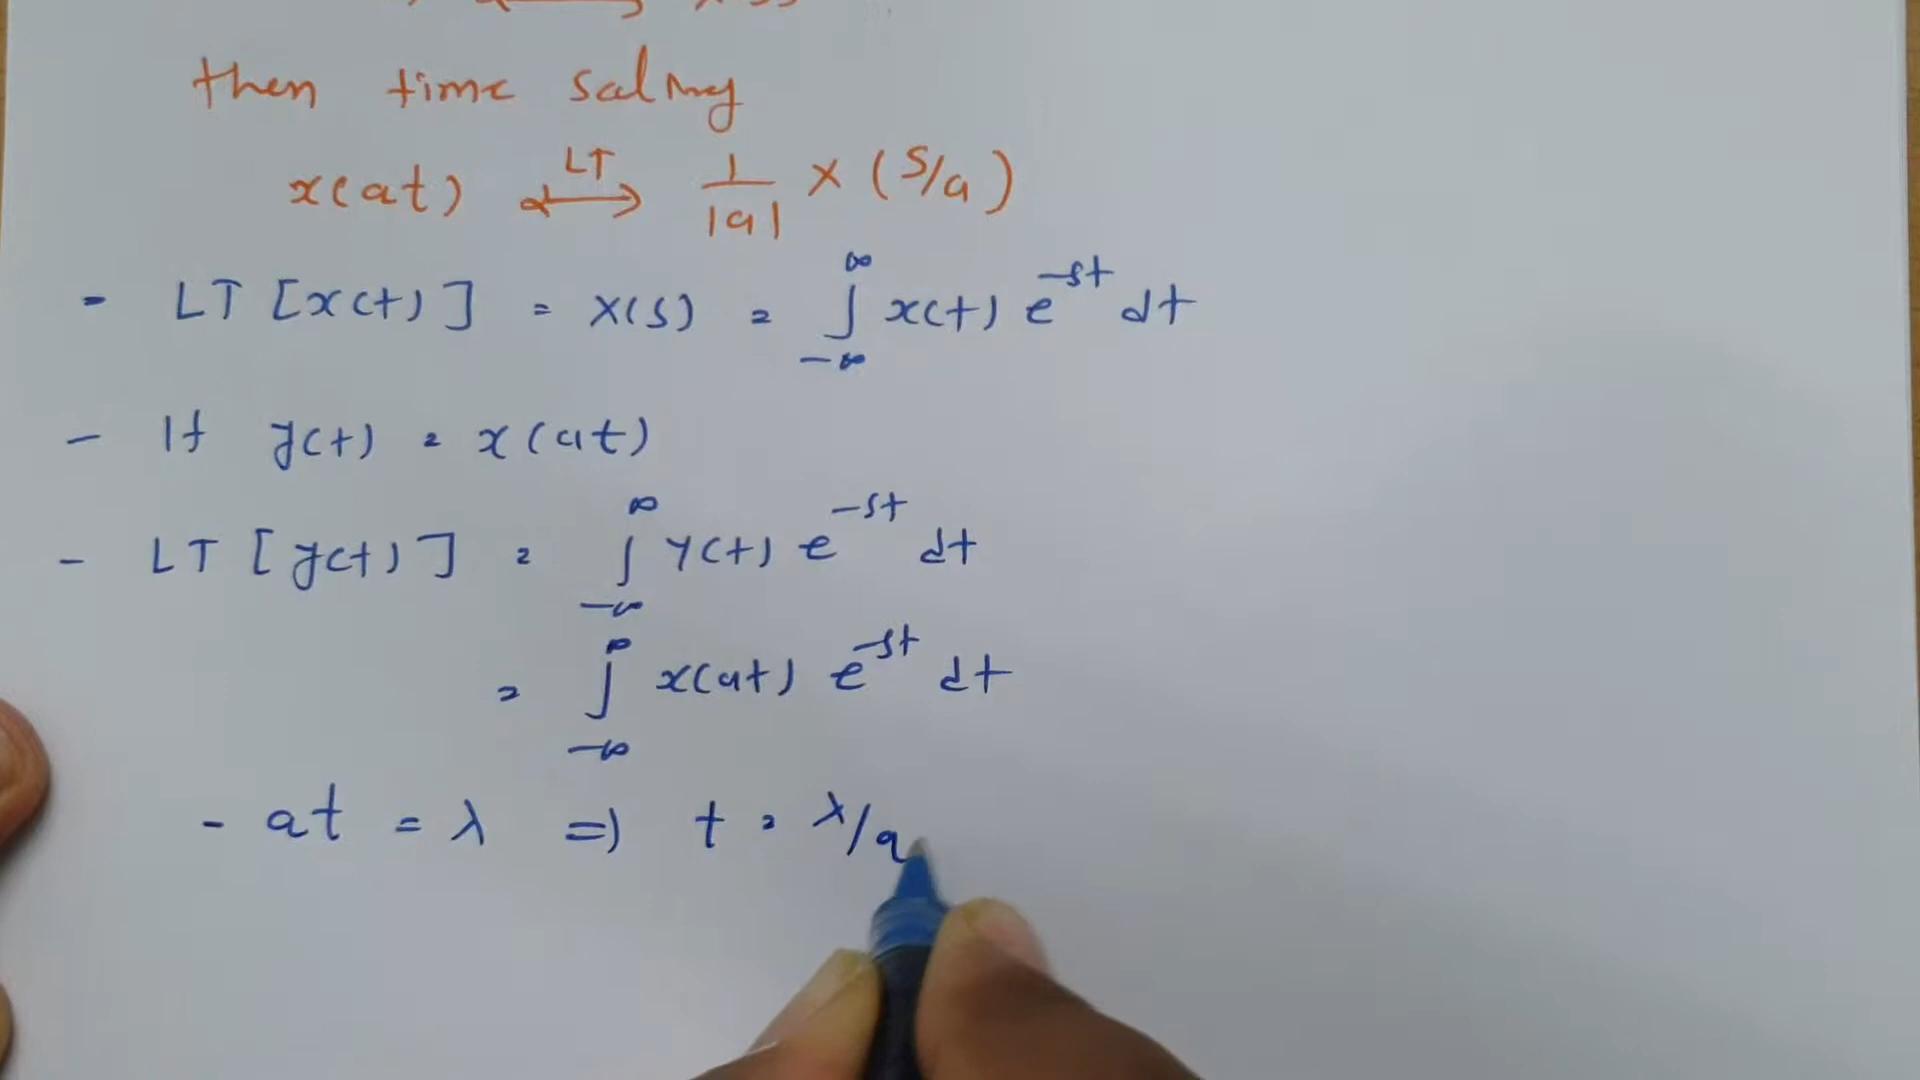 then time scaling
x(at) LT ⟷ 1/|a| X (S/a)
- LT [x(t)] = X(s) = ∫_{-∞}^{∞} x(t) e^{-st} dt
- If y(t) = x(at)
- LT [y(t)] = ∫_{-∞}^{∞} y(t) e^{-st} dt
= ∫_{-∞}^{∞} x(at) e^{-st} dt
- at = λ => t = λ/a